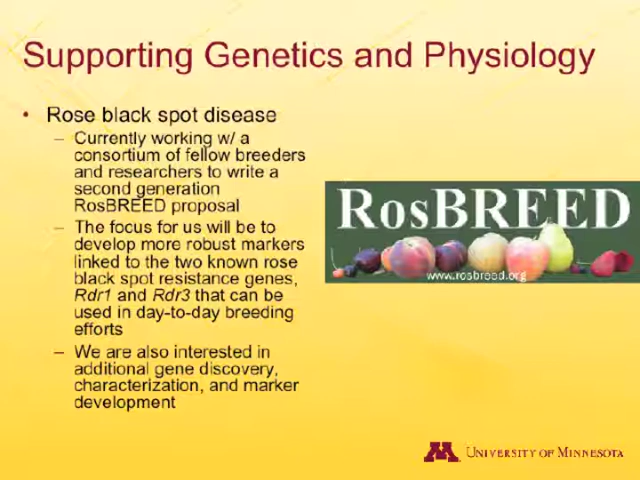 Supporting Genetics and Physiology
• Rose black spot disease
– Currently working w/ a
consortium of fellow breeders
and researchers to write a
second generation
RosBREED proposal
– The focus for us will be to
develop more robust markers
linked to the two known rose
black spot resistance genes,
Rdr1 and Rdr3 that can be
used in day-to-day breeding
efforts
– We are also interested in
additional gene discovery,
characterization, and marker
development
RosBREED
www.rosbreed.org
M UNIVERSITY OF MINNESOTA